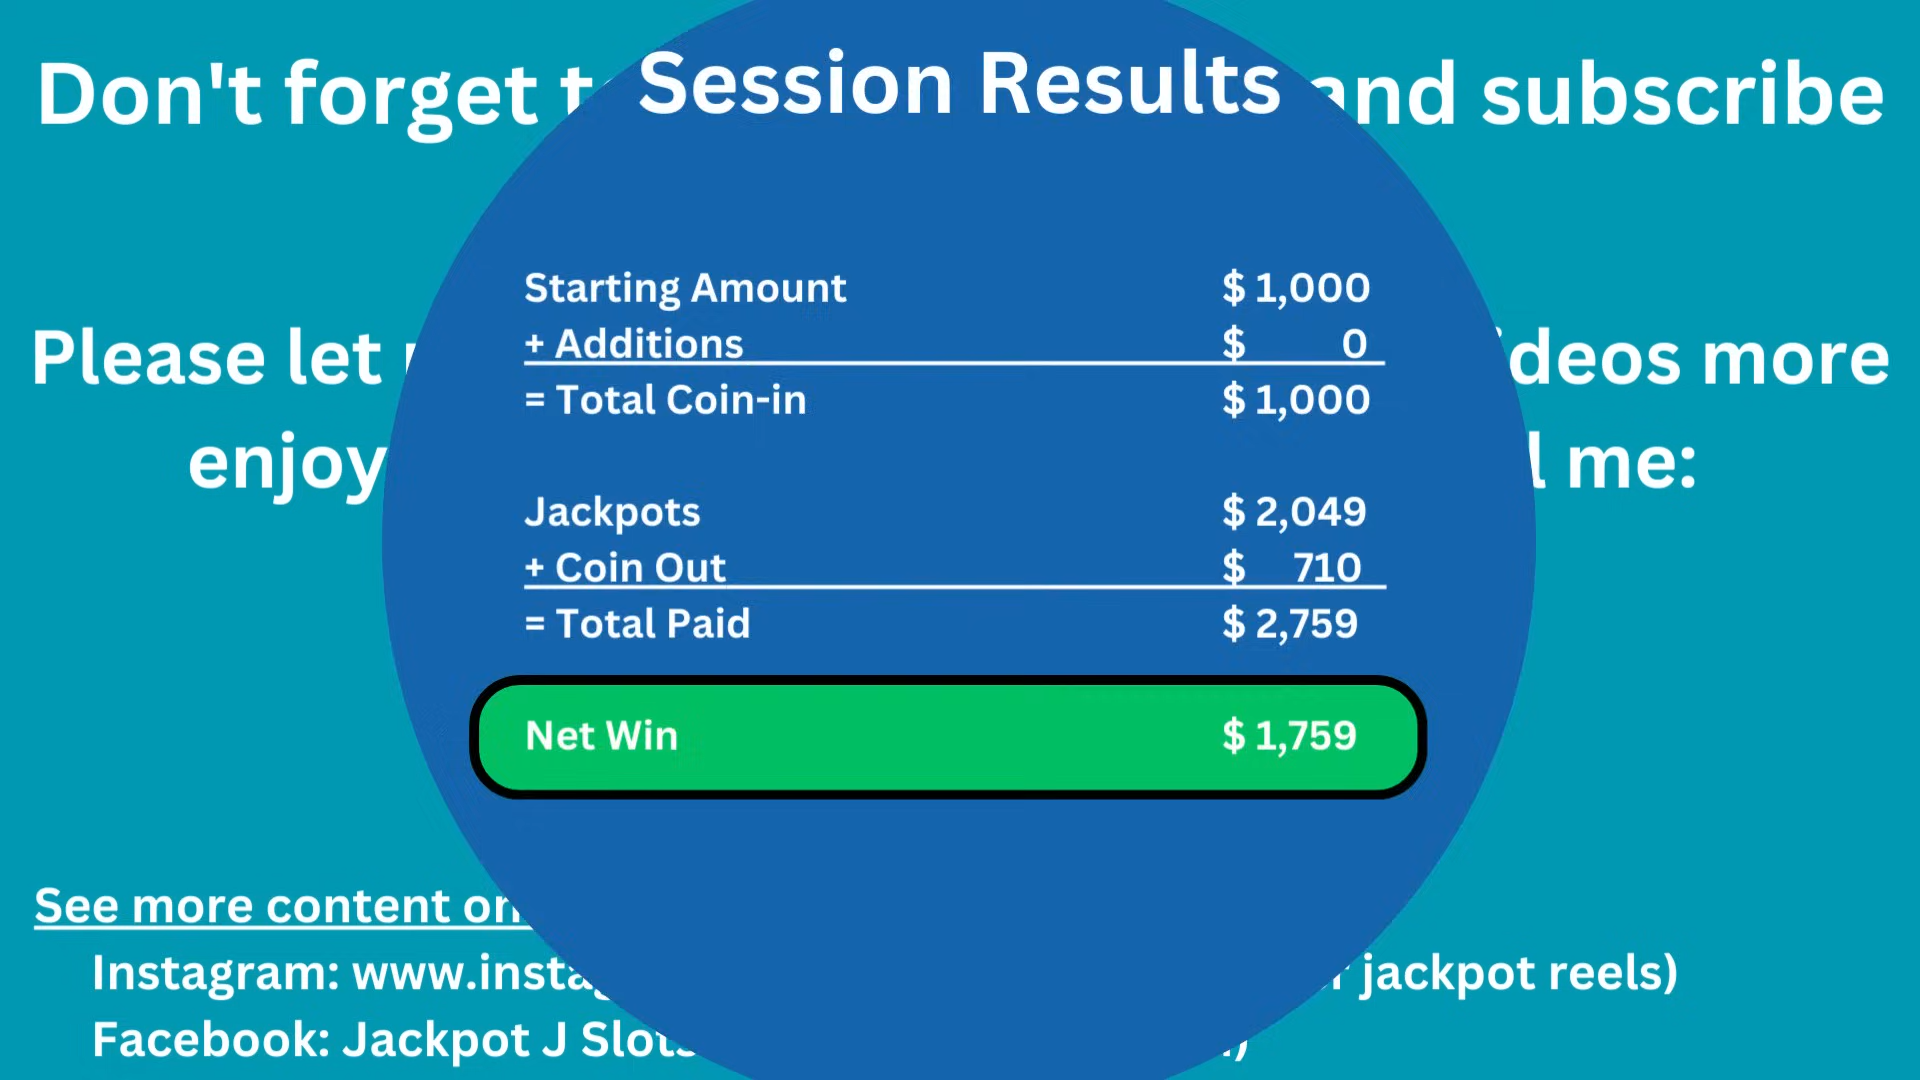 Don't forget
Session Results
and subscribe
Starting Amount $ 1,000
+ Additions $ 0
= Total Coin-in $ 1,000
Please let
more
enjoy
me:
Jackpots $ 2,049
+ Coin Out $ 710
= Total Paid $ 2,759
Net Win $ 1,759
See more content on
Instagram: www.insta
jackpot reels)
Facebook: Jackpot J Slots